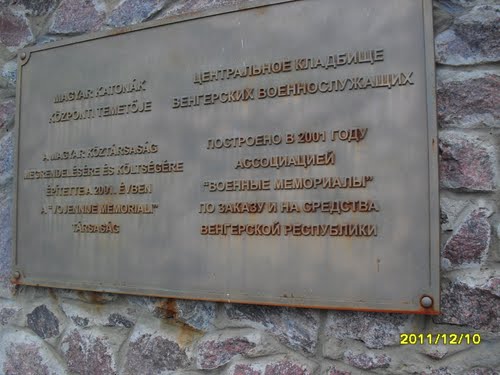 MAGYAR KATONÁK
KÖZPONTI TEMETŐJE
A MAGYAR KÖZTÁRSASÁG
MEGRENDELÉSÉRE ÉS KÖLTSÉGÉRE
ÉPÍTETTE A 2001. ÉVBEN
A "VOJENNIJE MEMORIALI"
TÁRSASÁG
ЦЕНТРАЛЬНОЕ КЛАДБИЩЕ
ВЕНГЕРСКИХ ВОЕННОСЛУЖАЩИХ
ПОСТРОЕНО В 2001 ГОДУ
АССОЦИАЦИЕЙ
"ВОЕННЫЕ МЕМОРИАЛЫ"
ПО ЗАКАЗУ И НА СРЕДСТВА
ВЕНГЕРСКОЙ РЕСПУБЛИКИ
2011/12/10